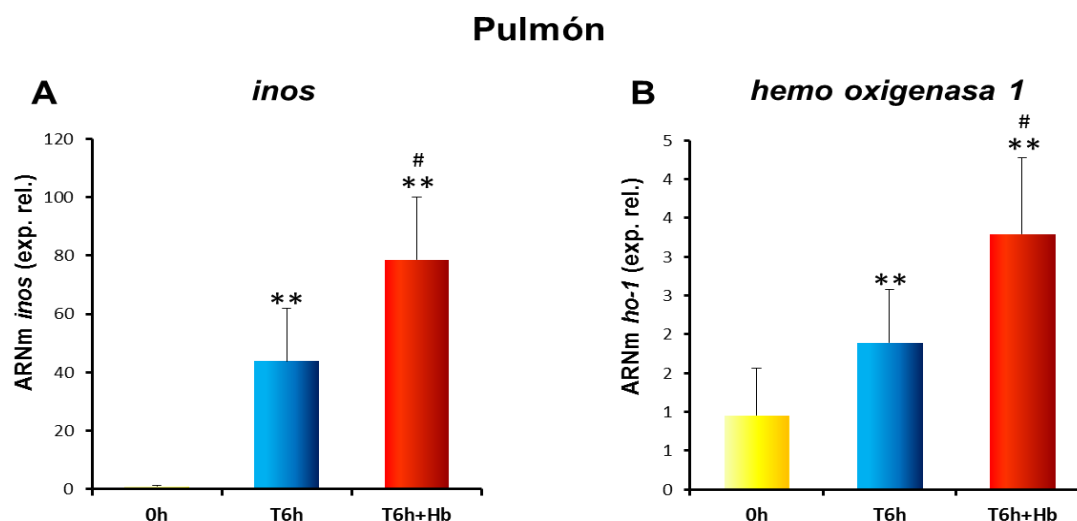 Pulmón
A
inos
ARNm inos (exp. rel.)
120
100
80
60
40
20
0
**
#
**
0h
T6h
T6h+Hb
B
hemo oxigenasa 1
ARNm ho-1 (exp. rel.)
5
4
4
3
3
2
2
1
1
0
**
#
**
0h
T6h
T6h+Hb